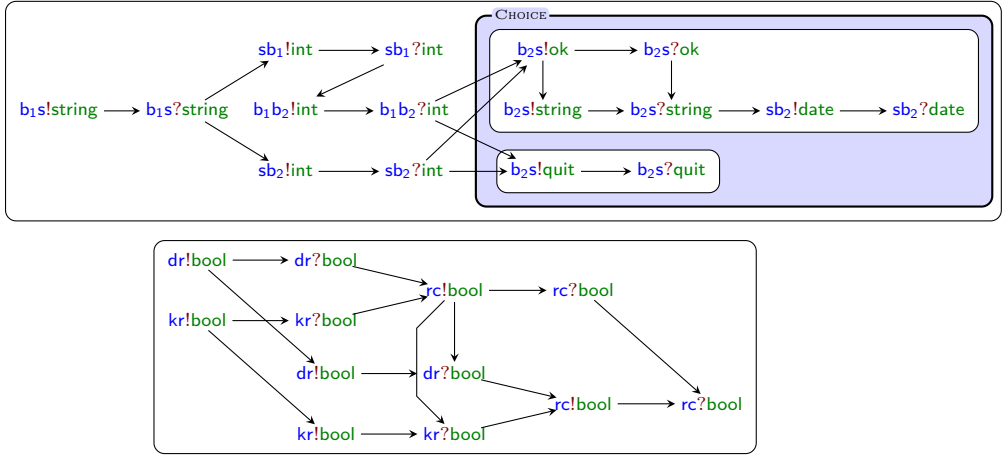 CHOICE
sb₁!int sb₁?int b₂s!ok b₂s?ok
b₁s!string b₁s?string b₁b₂!int b₁b₂?int b₂s!string b₂s?string sb₂!date sb₂?date
sb₂!int sb₂?int b₂s!quit b₂s?quit
dr!bool dr?bool
rc!bool rc?bool
kr!bool kr?bool
dr!bool dr?bool
rc!bool rc?bool
kr!bool kr?bool